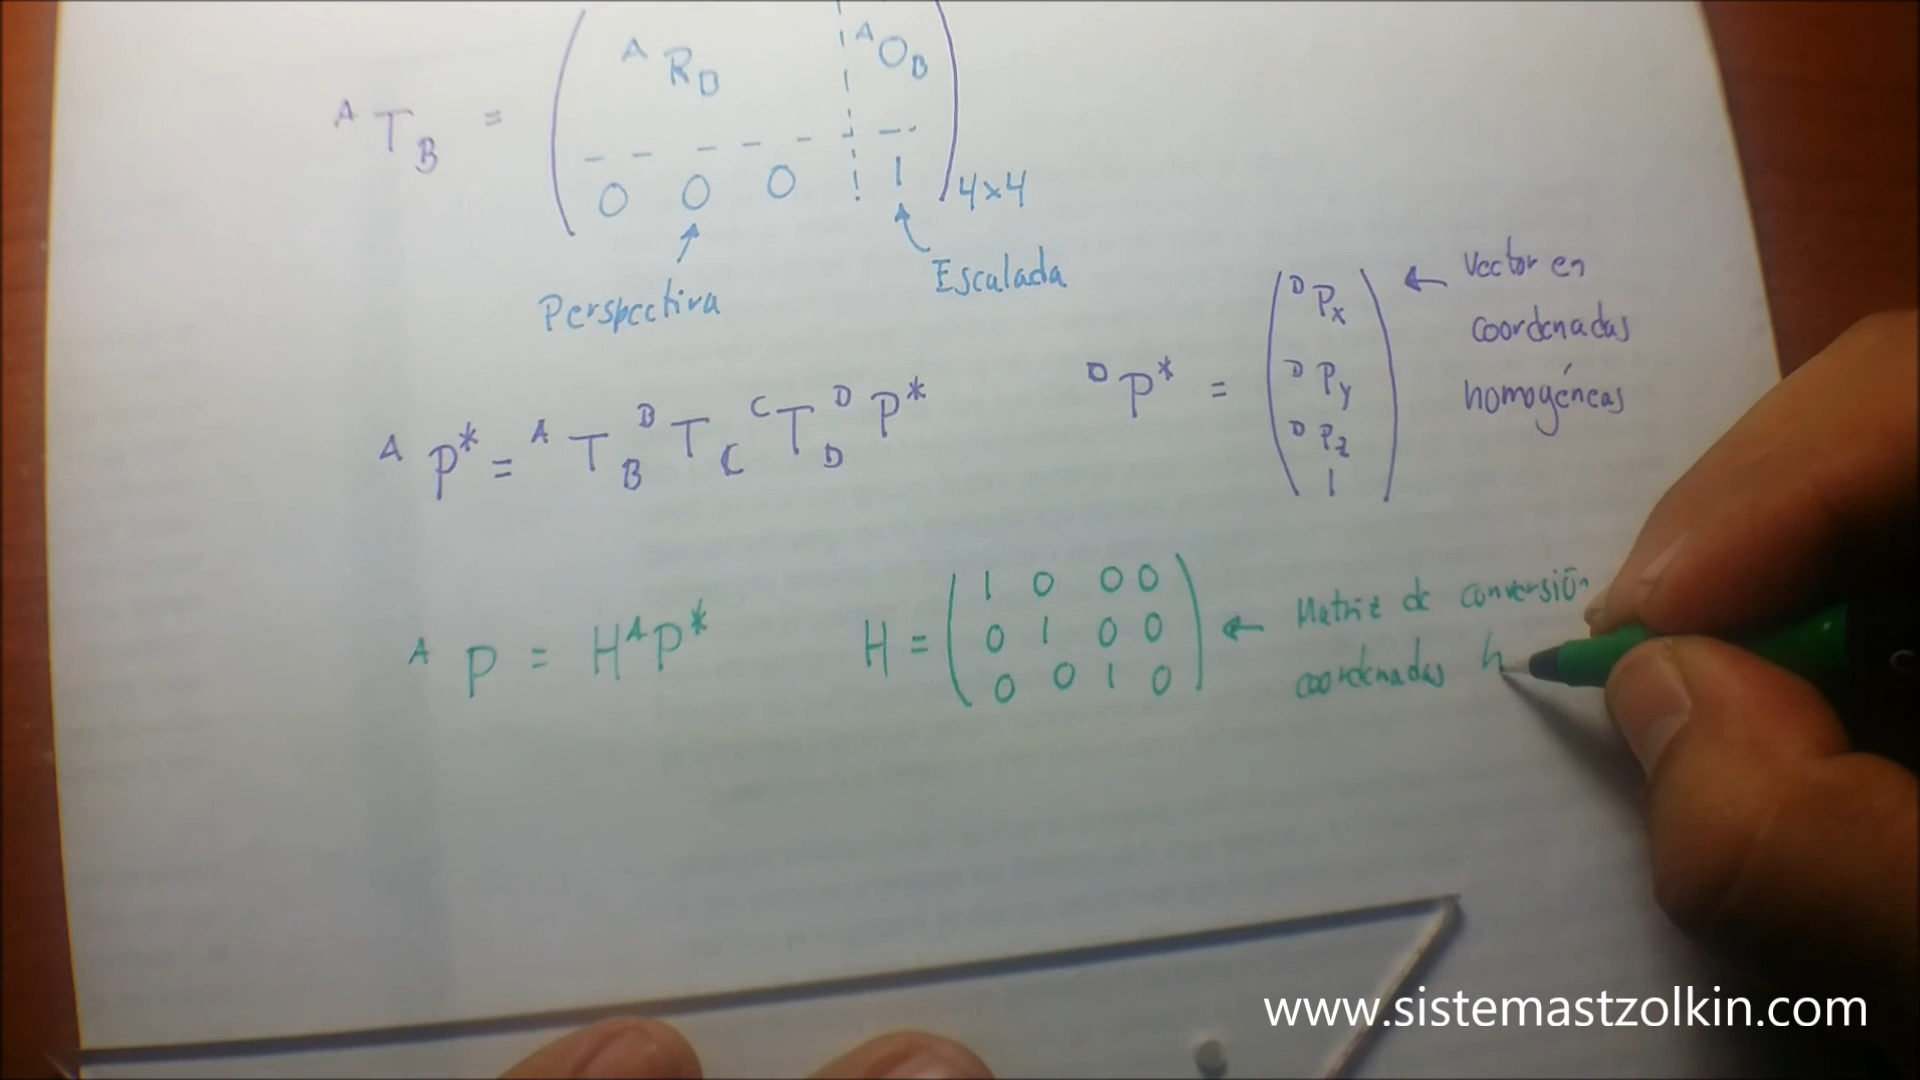 ᴬT_B = ( ᴬR_B ᴬO_B
0 0 0 1 )4x4
Perspectiva Escalada
ᴬP* = ᴬT_B ᴮT_C ᶜT_D ᴰP*
ᴰP* = ( ᴰPx
ᴰPy
ᴰPz
1 )
← Vector en
coordenadas
homogéneas
ᴬP = HᴬP*
H = ( 1 0 0 0
0 1 0 0
0 0 1 0 )
← Matriz de conversión
coordenadas h
www.sistemastzolkin.com